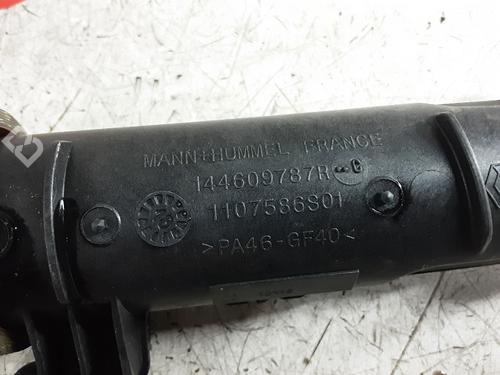 MANN+HUMMEL FRANCE
144609787R--C
1107586S01
>PA46-GF40<